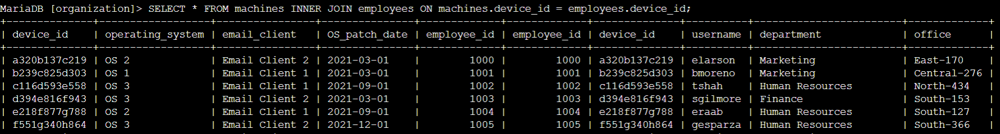 MariaDB [organization]> SELECT * FROM machines INNER JOIN employees ON machines.device_id = employees.device_id;
+--------------+------------------+----------------+---------------+-------------+-------------+--------------+----------+------------------------+-------------+
| device_id    | operating_system | email_client   | OS_patch_date | employee_id | employee_id | device_id    | username | department             | office      |
+--------------+------------------+----------------+---------------+-------------+-------------+--------------+----------+------------------------+-------------+
| a320b137c219 | OS 2             | Email Client 2 | 2021-03-01    |        1000 |        1000 | a320b137c219 | elarson  | Marketing              | East-170    |
| b239c825d303 | OS 1             | Email Client 1 | 2021-03-01    |        1001 |        1001 | b239c825d303 | bmoreno  | Marketing              | Central-276 |
| c116d593e558 | OS 3             | Email Client 1 | 2021-09-01    |        1002 |        1002 | c116d593e558 | tshah    | Human Resources        | North-434   |
| d394e816f943 | OS 3             | Email Client 2 | 2021-03-01    |        1003 |        1003 | d394e816f943 | sgilmore | Finance                | South-153   |
| e218f877g788 | OS 2             | Email Client 1 | 2021-09-01    |        1004 |        1004 | e218f877g788 | eraab    | Human Resources        | South-127   |
| f551g340h864 | OS 3             | Email Client 2 | 2021-12-01    |        1005 |        1005 | f551g340h864 | gesparza | Human Resources        | South-366   |